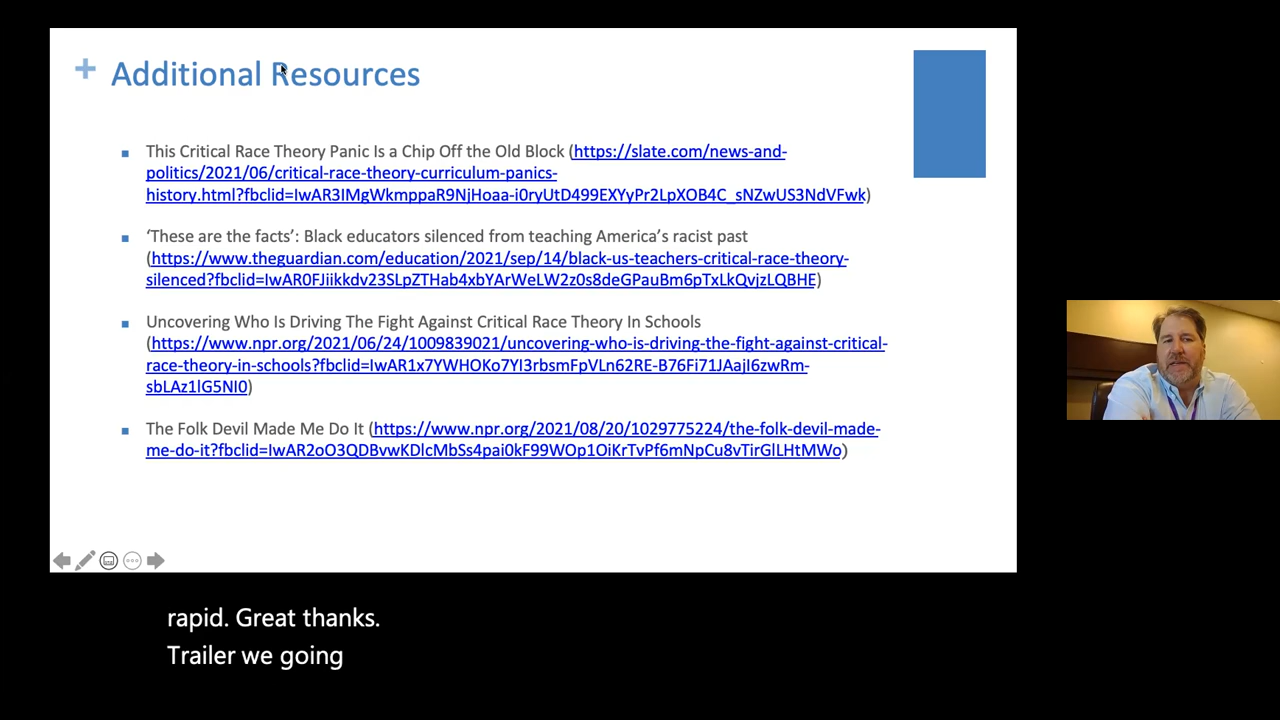 + Additional Resources
This Critical Race Theory Panic Is a Chip Off the Old Block (https://slate.com/news-and-
politics/2021/06/critical-race-theory-curriculum-panics-
history.html?fbclid=IwAR3IMgWkmppaR9NjHoaa-i0ryUtD499EXYyPr2LpXOB4C_sNZwUS3NdVFwk)
‘These are the facts’: Black educators silenced from teaching America’s racist past
(https://www.theguardian.com/education/2021/sep/14/black-us-teachers-critical-race-theory-
silenced?fbclid=IwAR0FJiikkdv23SLpZTHab4xbYArWeLW2z0s8deGPauBm6pTxLkQvjzLQBHE)
Uncovering Who Is Driving The Fight Against Critical Race Theory In Schools
(https://www.npr.org/2021/06/24/1009839021/uncovering-who-is-driving-the-fight-against-critical-
race-theory-in-schools?fbclid=IwAR1x7YWHOKo7YI3rbsmFpVLn62RE-B76Fi71JAajI6zwRm-
sbLAz1lG5NI0)
The Folk Devil Made Me Do It (https://www.npr.org/2021/08/20/1029775224/the-folk-devil-made-
me-do-it?fbclid=IwAR2oO3QDBvwKDlcMbSs4pai0kF99WOp1OiKrTvPf6mNpCu8vTirGlLHtMWo)
rapid. Great thanks.
Trailer we going